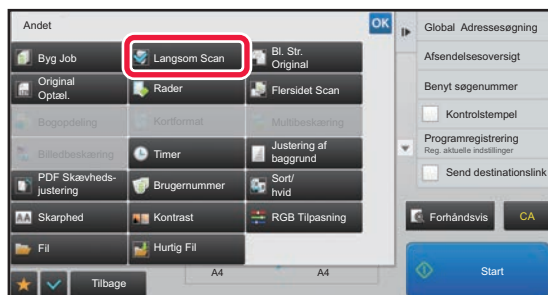 Andet
OK
Byg Job
Langsom Scan
Bl. Str.
Original
Original
Optæl.
Rader
Flersidet Scan
Bogopdeling
Kortformat
Multibeskæring
Billedbeskæring
Timer
Justering af
baggrund
PDF Skævheds-
justering
Brugernummer
Sort/
hvid
AA
Skarphed
Kontrast
RGB Tilpasning
Fil
Hurtig Fil
Tilbage
A4
A4
Global Adressesøgning
Afsendelsesoversigt
Benyt søgenummer
Kontrolstempel
Programregistrering
Reg. aktuelle indstillinger
Send destinationslink
Forhåndsvis
CA
Start